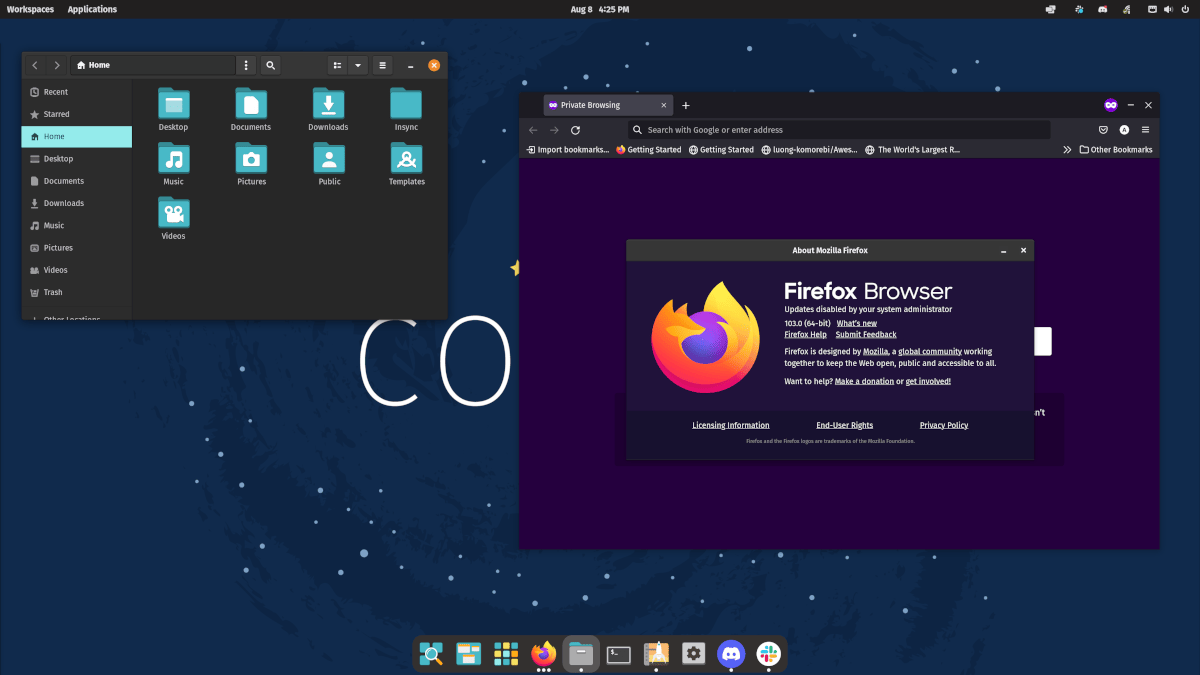 Workspaces Applications Aug 8 4:25 PM
Home
Recent
Starred
Home
Desktop
Documents
Downloads
Music
Pictures
Videos
Trash
Other Locations
Desktop Documents Downloads Insync
Music Pictures Public Templates
Videos
CO
Private Browsing
Search with Google or enter address
Import bookmarks... Getting Started Getting Started luong-komorebi/Awes... The World's Largest R... Other Bookmarks
About Mozilla Firefox
Firefox Browser
Updates disabled by your system administrator
103.0 (64-bit) What's new
Firefox Help Submit Feedback
Firefox is designed by Mozilla, a global community working
together to keep the Web open, public and accessible to all.
Want to help? Make a donation or get involved!
Licensing Information End-User Rights Privacy Policy
Firefox and the Firefox logos are trademarks of the Mozilla Foundation.
n't